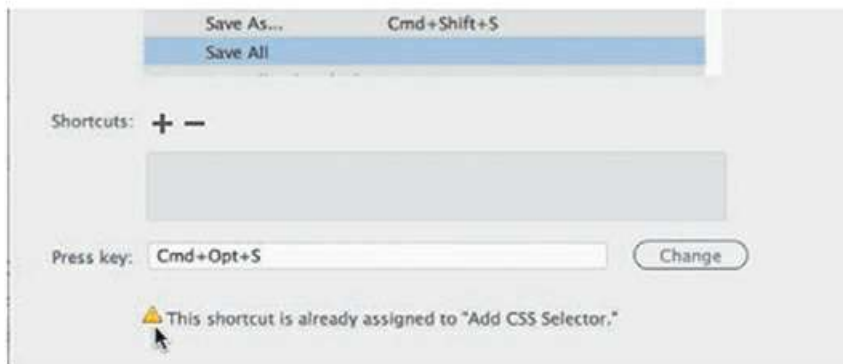 Save As... Cmd+Shift+S
Save All
Shortcuts: + −
Press key: Cmd+Opt+S Change
This shortcut is already assigned to "Add CSS Selector."